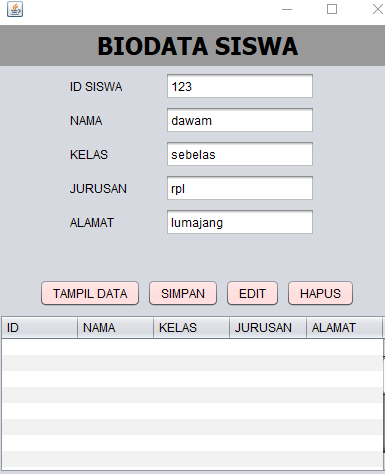 BIODATA SISWA
ID SISWA 123
NAMA dawam
KELAS sebelas
JURUSAN rpl
ALAMAT lumajang
TAMPIL DATA SIMPAN EDIT HAPUS
ID NAMA KELAS JURUSAN ALAMAT